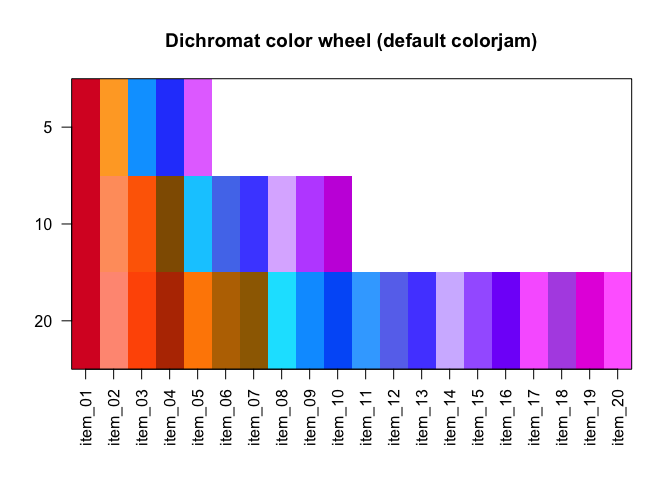 Dichromat color wheel (default colorjam)
5
10
20
item_01
item_02
item_03
item_04
item_05
item_06
item_07
item_08
item_09
item_10
item_11
item_12
item_13
item_14
item_15
item_16
item_17
item_18
item_19
item_20